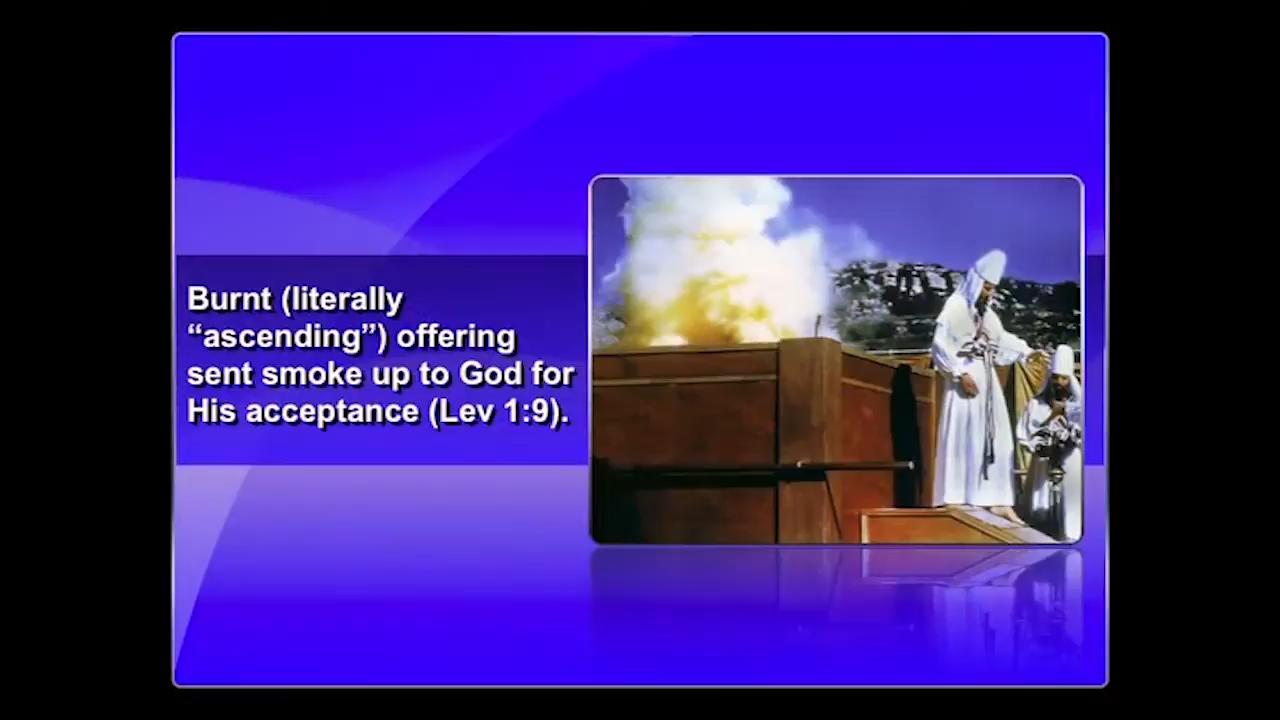 Burnt (literally
“ascending”) offering
sent smoke up to God for
His acceptance (Lev 1:9).